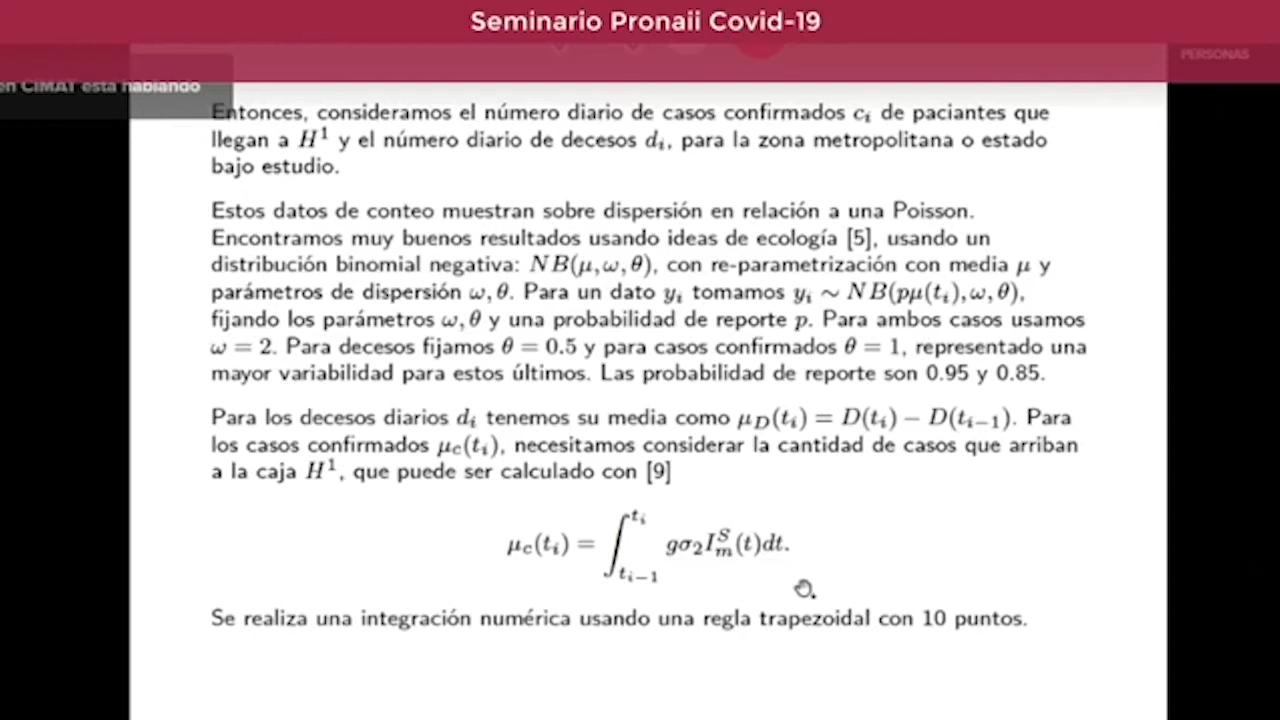 Seminario Pronaii Covid-19
PERSONAS
en CIMAT está hablando
Entonces, consideramos el número diario de casos confirmados c_i de paciantes que
llegan a H^1 y el número diario de decesos d_i, para la zona metropolitana o estado
bajo estudio.
Estos datos de conteo muestran sobre dispersión en relación a una Poisson.
Encontramos muy buenos resultados usando ideas de ecología [5], usando un
distribución binomial negativa: NB(μ, ω, θ), con re-parametrización con media μ y
parámetros de dispersión ω, θ. Para un dato y_i tomamos y_i ∼ NB(pμ(t_i), ω, θ),
fijando los parámetros ω, θ y una probabilidad de reporte p. Para ambos casos usamos
ω = 2. Para decesos fijamos θ = 0.5 y para casos confirmados θ = 1, representado una
mayor variabilidad para estos últimos. Las probabilidad de reporte son 0.95 y 0.85.
Para los decesos diarios d_i tenemos su media como μ_D(t_i) = D(t_i) − D(t_{i−1}). Para
los casos confirmados μ_c(t_i), necesitamos considerar la cantidad de casos que arriban
a la caja H^1, que puede ser calculado con [9]
μ_c(t_i) = ∫_{t_{i−1}}^{t_i} gσ_2 I_m^S(t)dt.
Se realiza una integración numérica usando una regla trapezoidal con 10 puntos.